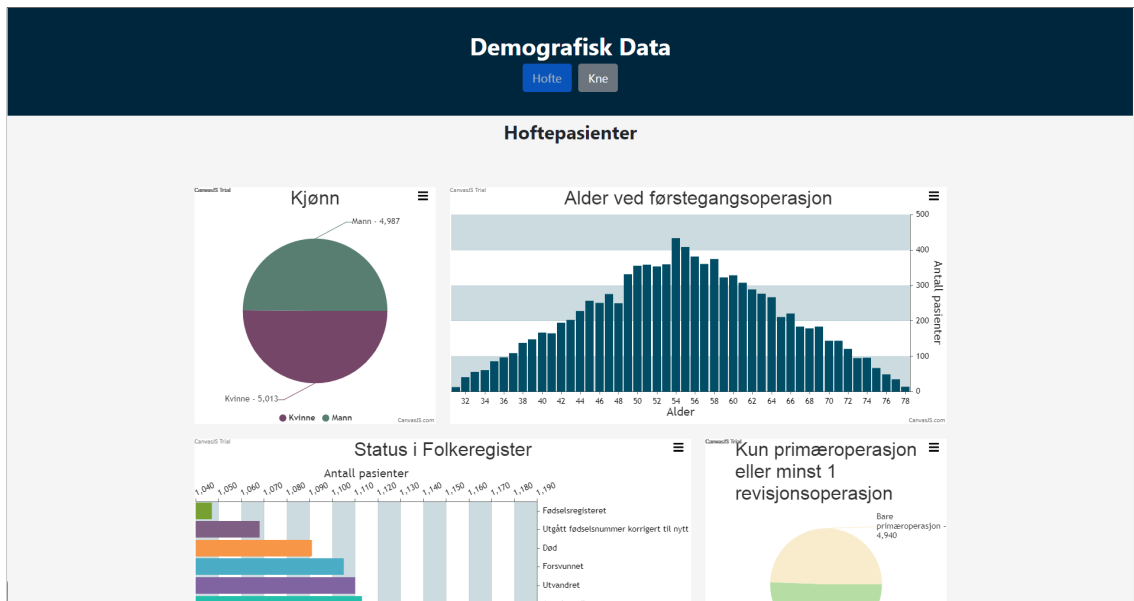 Demografisk Data
Hofte
Kne
Hoftepasienter
CanvasJS Trial
Kjønn
Mann - 4,987
Kvinne - 5,013
Kvinne
Mann
CanvasJS.com
CanvasJS Trial
Alder ved førstegangsoperasjon
500
400
300
200
100
0
Antall pasienter
32 34 36 38 40 42 44 46 48 50 52 54 56 58 60 62 64 66 68 70 72 74 76 78
Alder
CanvasJS.com
CanvasJS Trial
Status i Folkeregister
Antall pasienter
1,040 1,050 1,060 1,070 1,080 1,090 1,100 1,110 1,120 1,130 1,140 1,150 1,160 1,170 1,180 1,190
Fødselsregisteret
Utgått fødselsnummer korrigert til nytt
Død
Forsvunnet
Utvandret
CanvasJS Trial
Kun primæroperasjon
eller minst 1
revisjonsoperasjon
Bare
primæroperasjon -
4,940